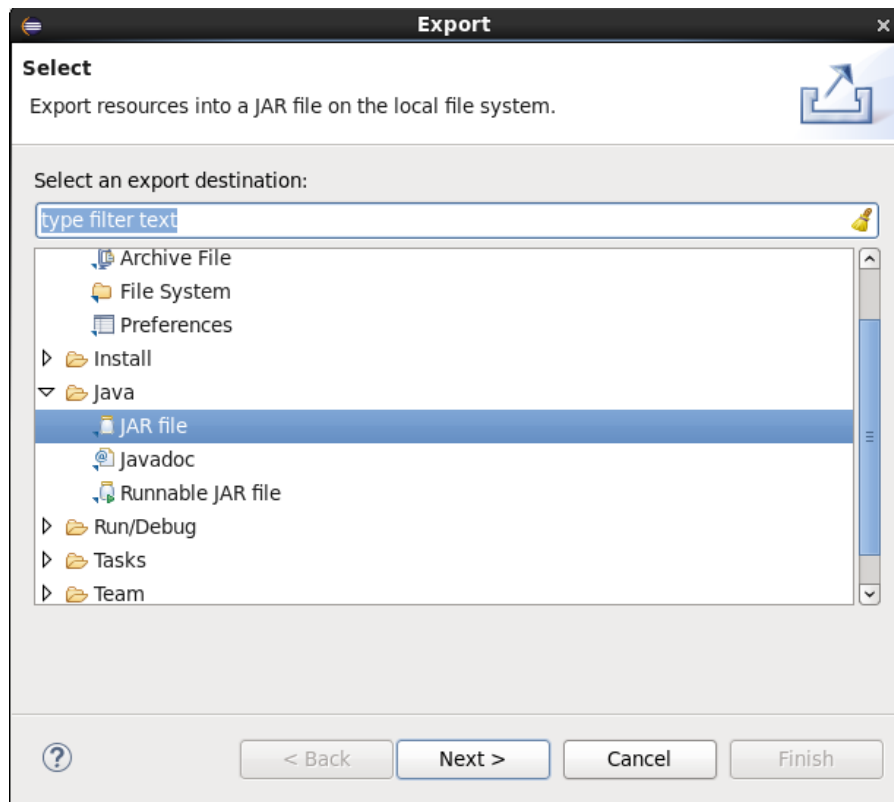 Export
Select
Export resources into a JAR file on the local file system.
Select an export destination:
type filter text
Archive File
File System
Preferences
Install
Java
JAR file
Javadoc
Runnable JAR file
Run/Debug
Tasks
Team
< Back Next > Cancel Finish